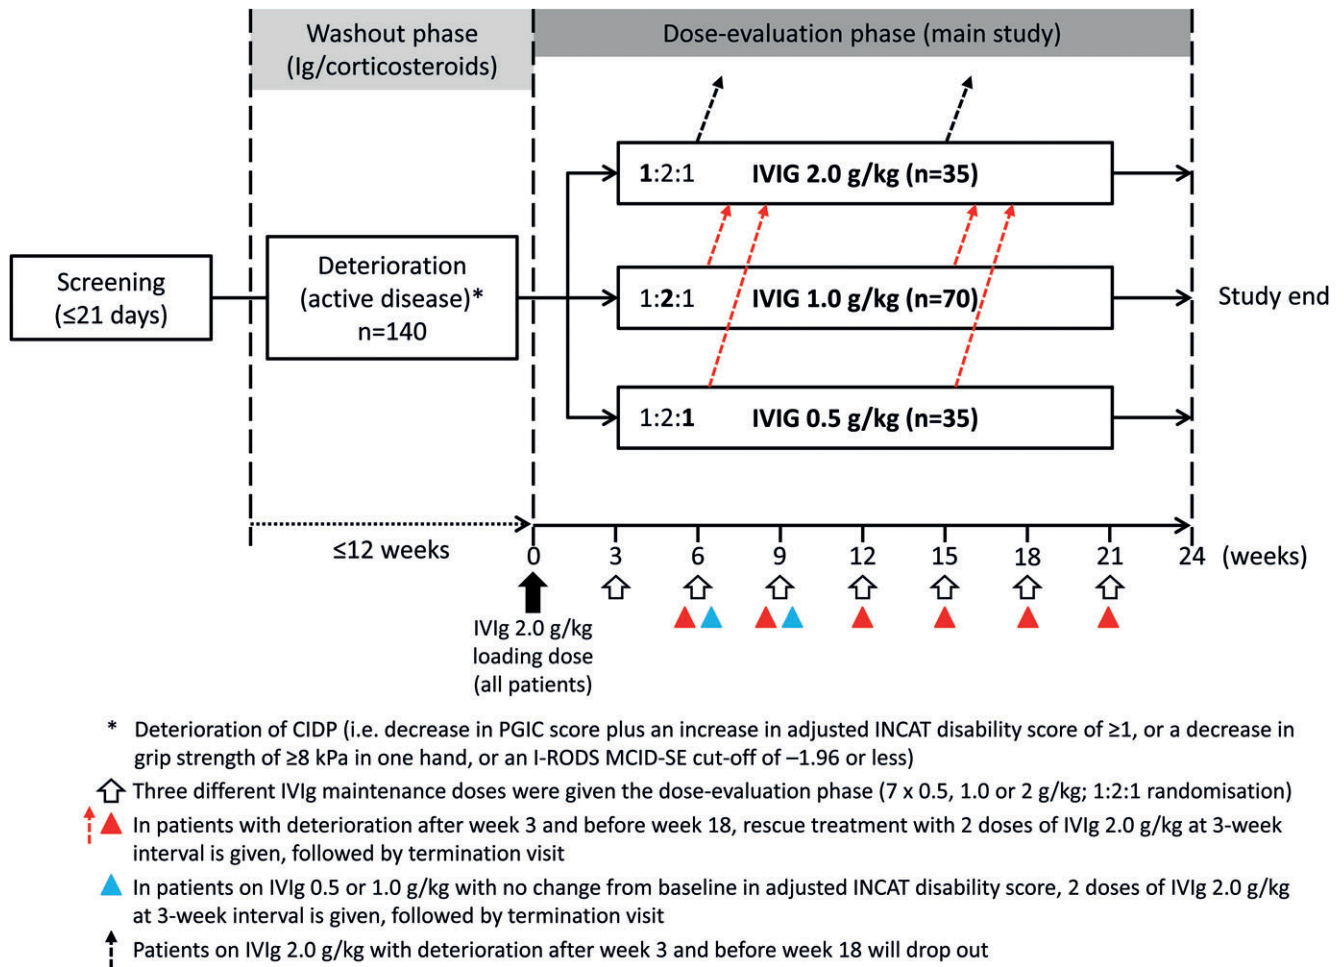 Washout phase
(Ig/corticosteroids)
Dose-evaluation phase (main study)
1:2:1 IVIG 2.0 g/kg (n=35)
Screening
(≤21 days)
Deterioration
(active disease)*
n=140
1:2:1 IVIG 1.0 g/kg (n=70)
Study end
1:2:1 IVIG 0.5 g/kg (n=35)
≤12 weeks
0 3 6 9 12 15 18 21 24 (weeks)
IVIg 2.0 g/kg
loading dose
(all patients)
* Deterioration of CIDP (i.e. decrease in PGIC score plus an increase in adjusted INCAT disability score of ≥1, or a decrease in
grip strength of ≥8 kPa in one hand, or an I-RODS MCID-SE cut-off of –1.96 or less)
Three different IVIg maintenance doses were given the dose-evaluation phase (7 x 0.5, 1.0 or 2 g/kg; 1:2:1 randomisation)
In patients with deterioration after week 3 and before week 18, rescue treatment with 2 doses of IVIg 2.0 g/kg at 3-week
interval is given, followed by termination visit
In patients on IVIg 0.5 or 1.0 g/kg with no change from baseline in adjusted INCAT disability score, 2 doses of IVIg 2.0 g/kg
at 3-week interval is given, followed by termination visit
Patients on IVIg 2.0 g/kg with deterioration after week 3 and before week 18 will drop out